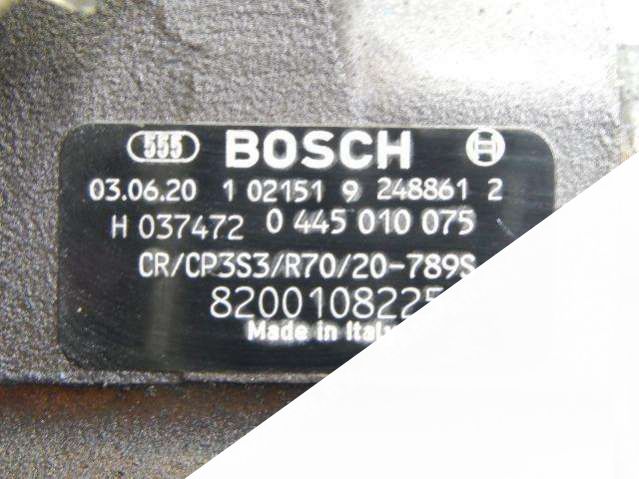 555 BOSCH
03.06.20 1 02151 9 248861 2
H 037472 0 445 010 075
CR/CP3S3/R70/20-789S
8200108225
Made in Italy